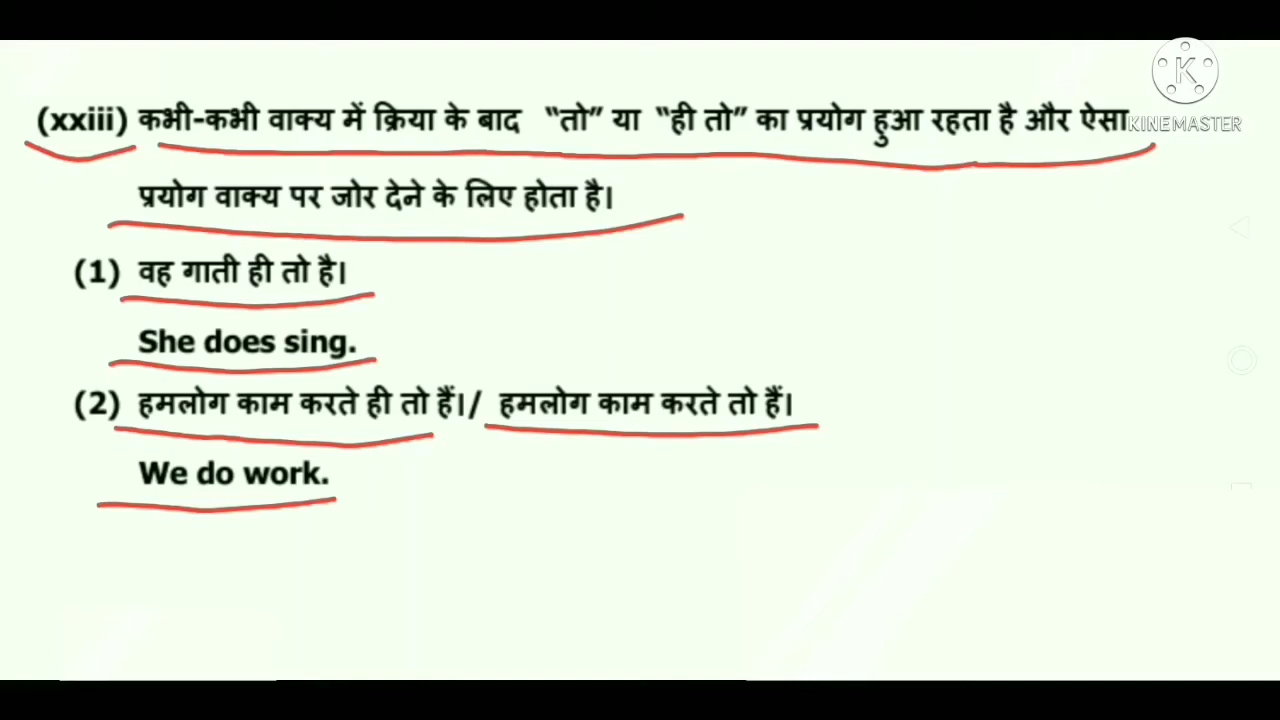 (xxiii) कभी-कभी वाक्य में क्रिया के बाद “तो” या “ही तो” का प्रयोग हुआ रहता है और ऐसा
प्रयोग वाक्य पर जोर देने के लिए होता है।
(1) वह गाती ही तो है।
She does sing.
(2) हमलोग काम करते ही तो हैं।/ हमलोग काम करते तो हैं।
We do work.
K
KINEMASTER